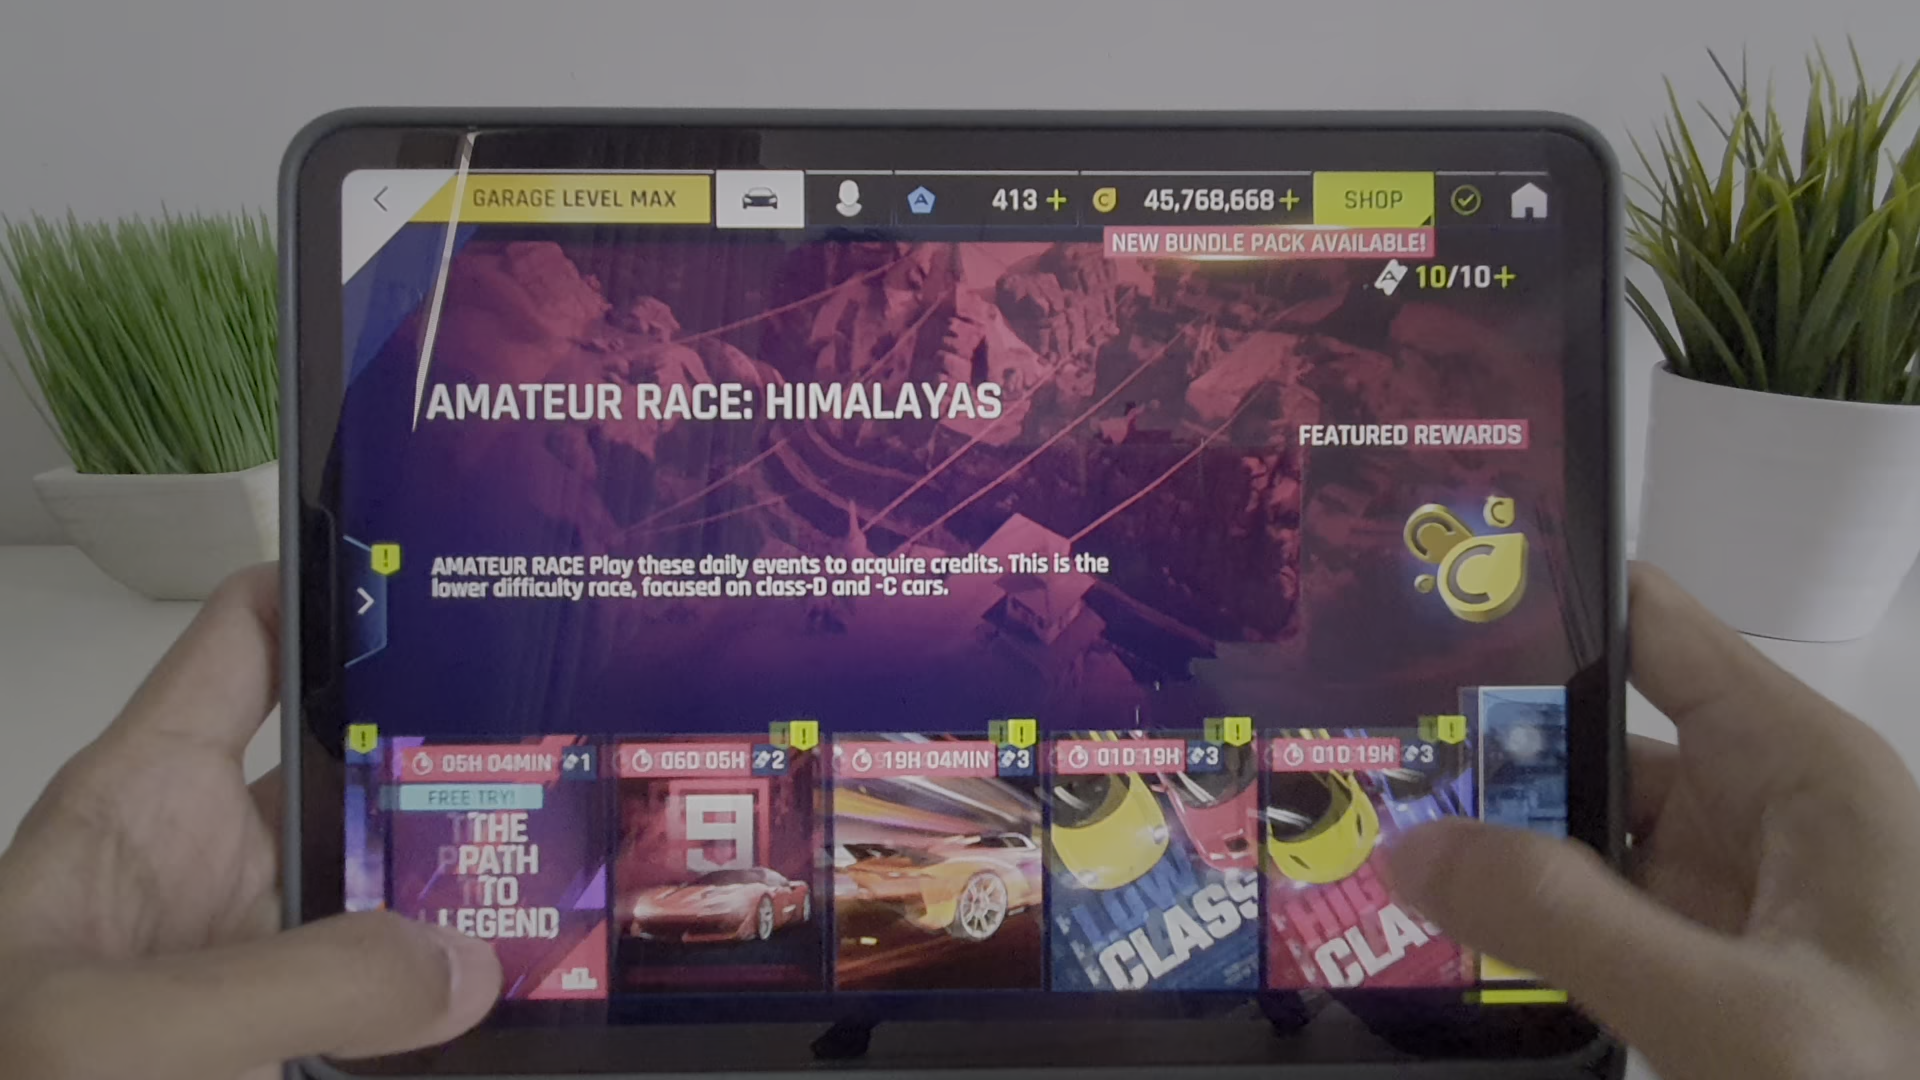 GARAGE LEVEL MAX
413
45,768,668
SHOP
NEW BUNDLE PACK AVAILABLE!
10/10
AMATEUR RACE: HIMALAYAS
FEATURED REWARDS
AMATEUR RACE Play these daily events to acquire credits. This is the
lower difficulty race, focused on class-D and -C cars.
05H 04MIN 1
06D 05H 2
19H 04MIN 3
01D 19H 3
01D 19H 3
FREE TRY!
THE
PATH
TO
LEGEND
9
LOW
CLASS